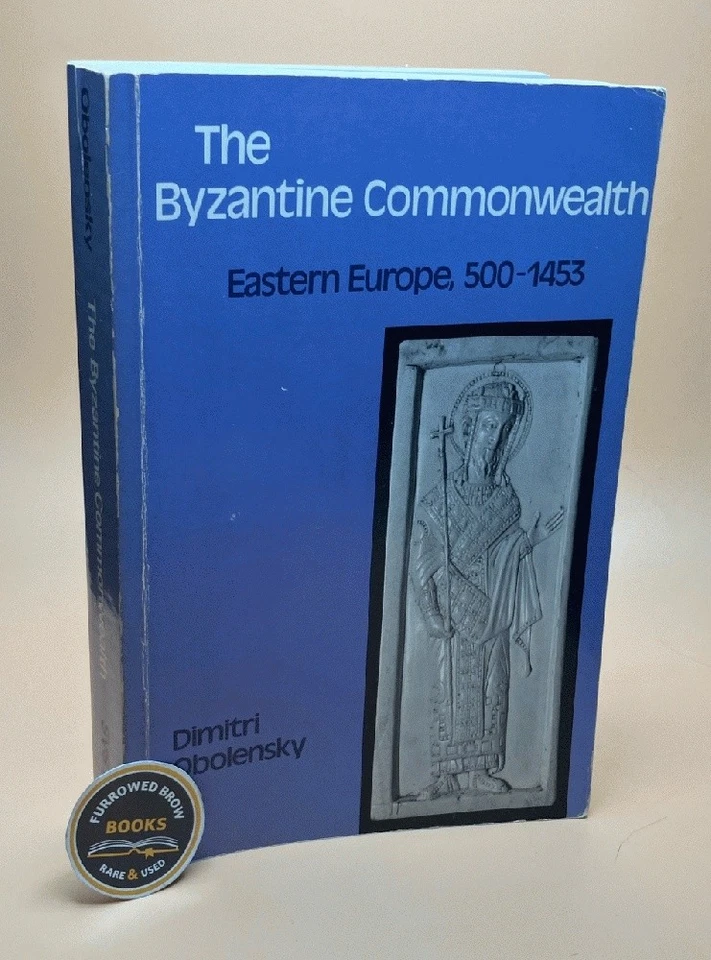 The
Byzantine Commonwealth
Eastern Europe, 500-1453
Dimitri
Obolensky
Obolensky The Byzantine Commonwealth
FURROWED BROW
BOOKS
RARE & USED